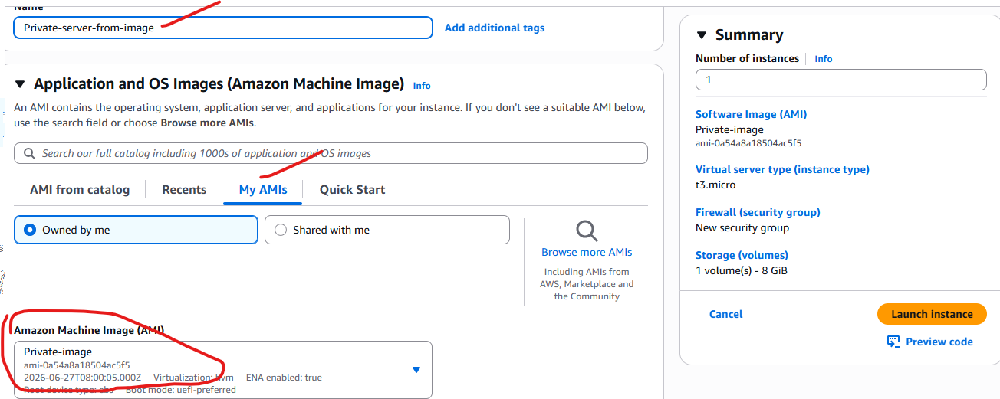 Name
Private-server-from-image
Add additional tags
Application and OS Images (Amazon Machine Image) Info
An AMI contains the operating system, application server, and applications for your instance. If you don't see a suitable AMI below,
use the search field or choose Browse more AMIs.
Search our full catalog including 1000s of application and OS images
AMI from catalog
Recents
My AMIs
Quick Start
Owned by me
Shared with me
Browse more AMIs
Including AMIs from
AWS, Marketplace and
the Community
Amazon Machine Image (AMI)
Private-image
ami-0a54a8a18504ac5f5
2026-06-27T08:00:05.000Z Virtualization: hvm ENA enabled: true
Root device type: ebs Boot mode: uefi-preferred
Summary
Number of instances Info
1
Software Image (AMI)
Private-image
ami-0a54a8a18504ac5f5
Virtual server type (instance type)
t3.micro
Firewall (security group)
New security group
Storage (volumes)
1 volume(s) - 8 GiB
Cancel
Launch instance
Preview code